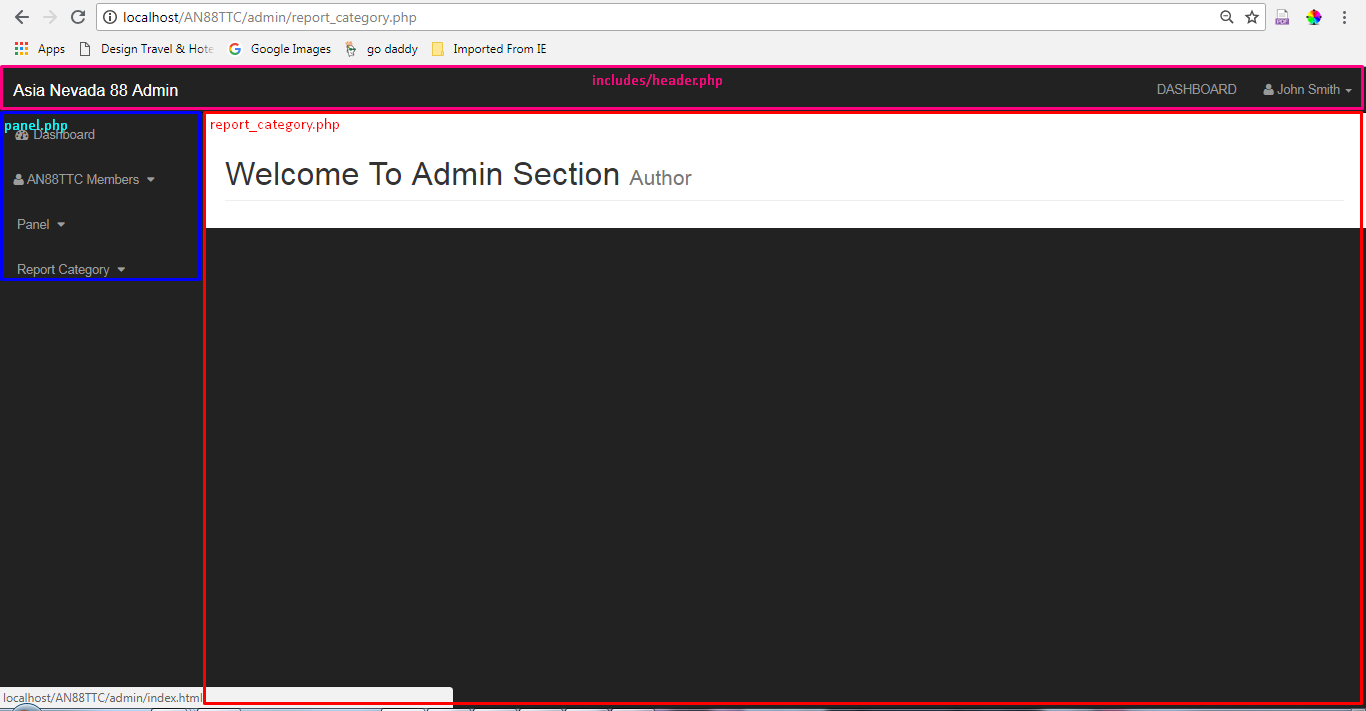 localhost/AN88TTC/admin/report_category.php
Apps Design Travel & Hote Google Images go daddy Imported From IE
includes/header.php
Asia Nevada 88 Admin DASHBOARD John Smith
panel.php report_category.php
Dashboard
Welcome To Admin Section Author
AN88TTC Members
Panel
Report Category
localhost/AN88TTC/admin/index.html